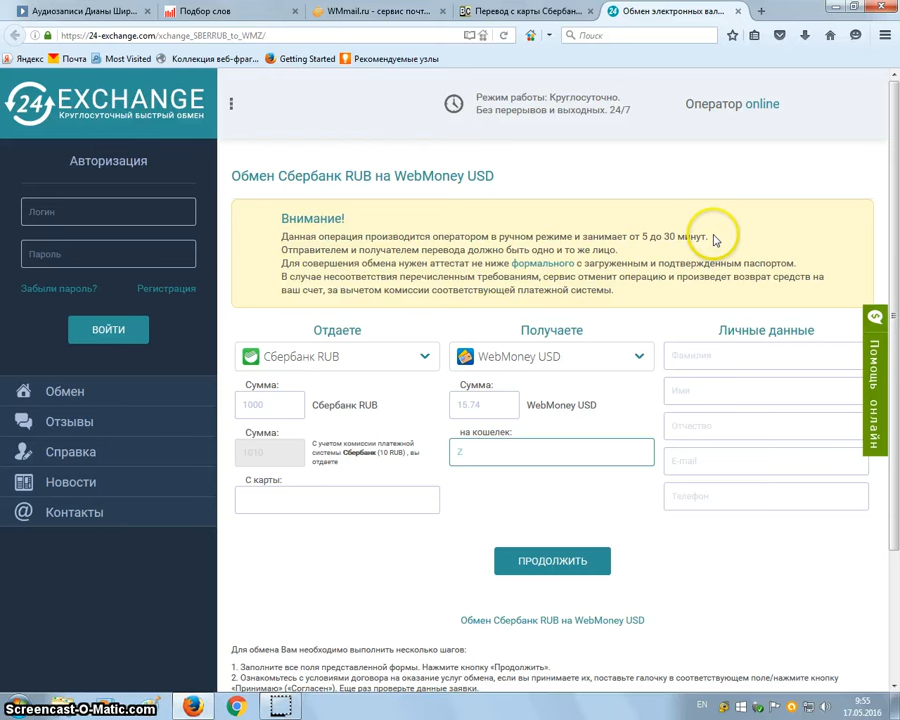 Аудиозаписи Дианы Шир...
Подбор слов
WMmail.ru - сервис почт...
Перевод с карты Сбербан...
Обмен электронных вал...
https://24-exchange.com/xchange_SBERRUB_to_WMZ/
Поиск
Яндекс
Почта
Most Visited
Коллекция веб-фраг...
Getting Started
Рекомендуемые узлы
24 EXCHANGE
КРУГЛОСУТОЧНЫЙ БЫСТРЫЙ ОБМЕН
Режим работы: Круглосуточно.
Без перерывов и выходных. 24/7
Оператор online
Авторизация
Логин
Пароль
Забыли пароль?
Регистрация
ВОЙТИ
Обмен
Отзывы
Справка
Новости
Контакты
Обмен Сбербанк RUB на WebMoney USD
Внимание!
Данная операция производится оператором в ручном режиме и занимает от 5 до 30 минут.
Отправителем и получателем перевода должно быть одно и то же лицо.
Для совершения обмена нужен аттестат не ниже формального с загруженным и подтвержденным паспортом.
В случае несоответствия перечисленным требованиям, сервис отменит операцию и произведет возврат средств на
ваш счет, за вычетом комиссии соответствующей платежной системы.
Отдаете
Сбербанк RUB
Сумма:
1000
Сбербанк RUB
Сумма:
1010
С учетом комиссии платежной
системы Сбербанк (10 RUB) , вы
отдаете
С карты:
Получаете
WebMoney USD
Сумма:
15.74
WebMoney USD
на кошелек:
Z
Личные данные
Фамилия
Имя
Отчество
E-mail
Телефон
Помощь онлайн
ПРОДОЛЖИТЬ
Обмен Сбербанк RUB на WebMoney USD
Для обмена Вам необходимо выполнить несколько шагов:
1. Заполните все поля представленной формы. Нажмите кнопку «Продолжить».
2. Ознакомьтесь с условиями договора на оказание услуг обмена, если вы принимаете их, поставьте галочку в соответствующем поле/нажмите кнопку
«Принимаю» («Согласен»). Еще раз проверьте данные заявки.
Screencast-O-Matic.com
EN
9:55
17.05.2016